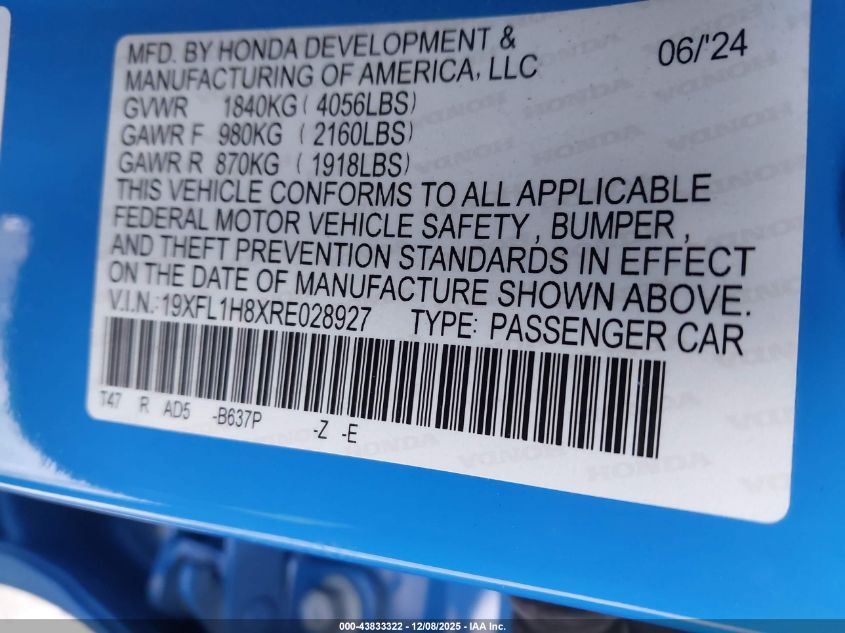 MFD. BY HONDA DEVELOPMENT &
MANUFACTURING OF AMERICA, LLC
06/'24
GVWR 1840KG ( 4056LBS)
GAWR F 980KG ( 2160LBS)
GAWR R 870KG ( 1918LBS)
THIS VEHICLE CONFORMS TO ALL APPLICABLE
FEDERAL MOTOR VEHICLE SAFETY , BUMPER ,
AND THEFT PREVENTION STANDARDS IN EFFECT
ON THE DATE OF MANUFACTURE SHOWN ABOVE.
V.I.N.: 19XFL1H8XRE028927 TYPE: PASSENGER CAR
T47 R AD5 -B637P -Z -E
000-43833322 - 12/08/2025 - IAA Inc.